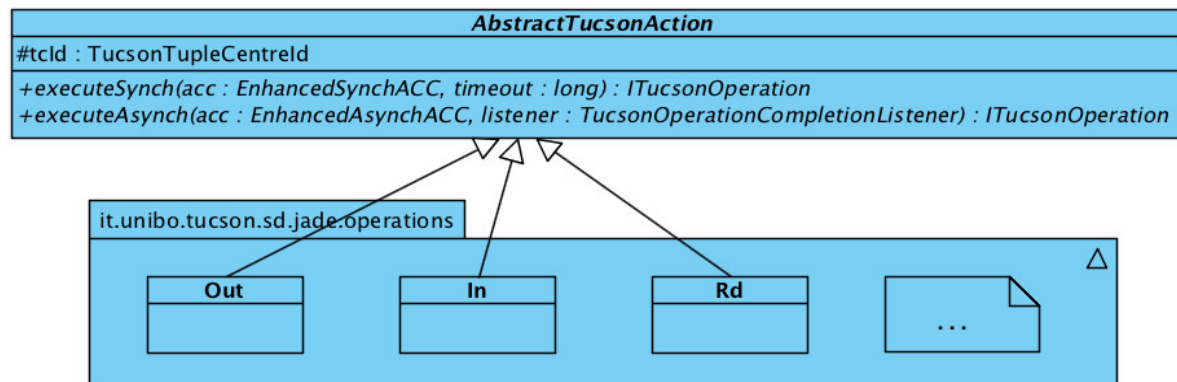 AbstractTucsonAction
#tcId : TucsonTupleCentreId
+executeSynch(acc : EnhancedSynchACC, timeout : long) : ITucsonOperation
+executeAsynch(acc : EnhancedAsynchACC, listener : TucsonOperationCompletionListener) : ITucsonOperation
it.unibo.tucson.sd.jade.operations
Out
In
Rd
...